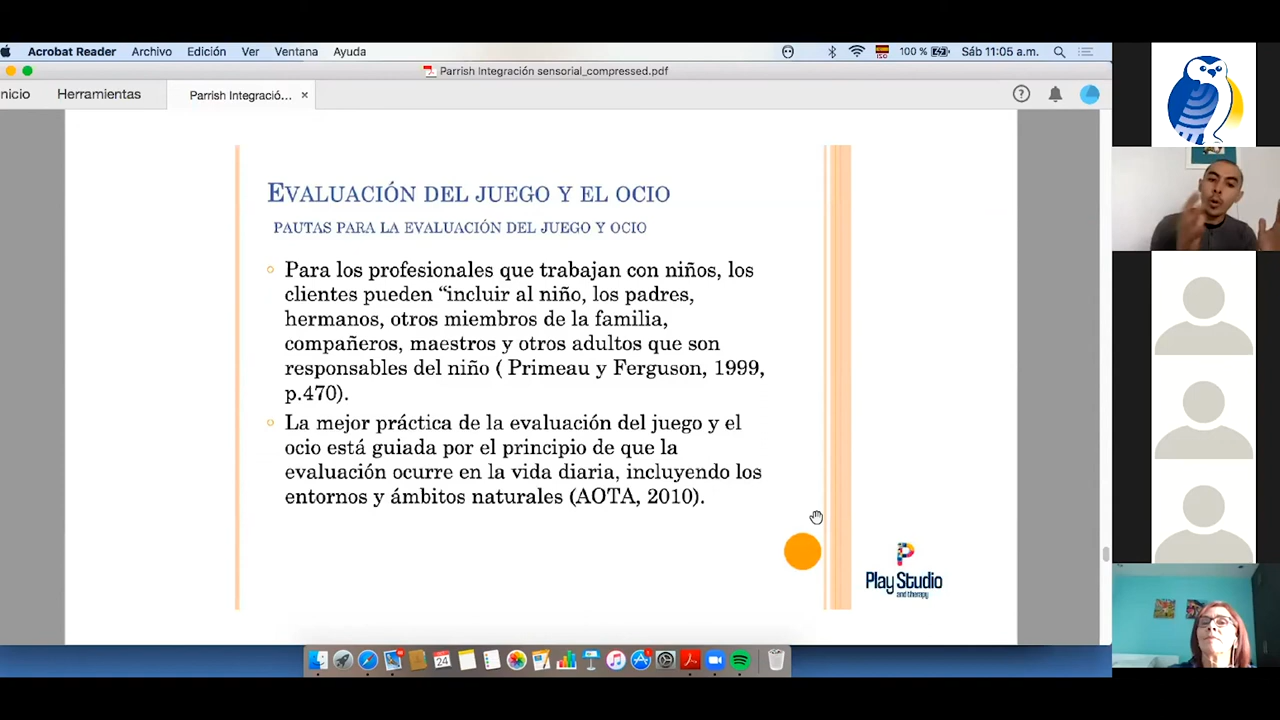 Acrobat Reader Archivo Edición Ver Ventana Ayuda 100 % Sáb 11:05 a.m.
ISO
Parrish Integración sensorial_compressed.pdf
nicio Herramientas Parrish Integració... ×
EVALUACIÓN DEL JUEGO Y EL OCIO
PAUTAS PARA LA EVALUACIÓN DEL JUEGO Y OCIO
Para los profesionales que trabajan con niños, los
clientes pueden “incluir al niño, los padres,
hermanos, otros miembros de la familia,
compañeros, maestros y otros adultos que son
responsables del niño ( Primeau y Ferguson, 1999,
p.470).
La mejor práctica de la evaluación del juego y el
ocio está guiada por el principio de que la
evaluación ocurre en la vida diaria, incluyendo los
entornos y ámbitos naturales (AOTA, 2010).
P
Play Studio
and therapy
24